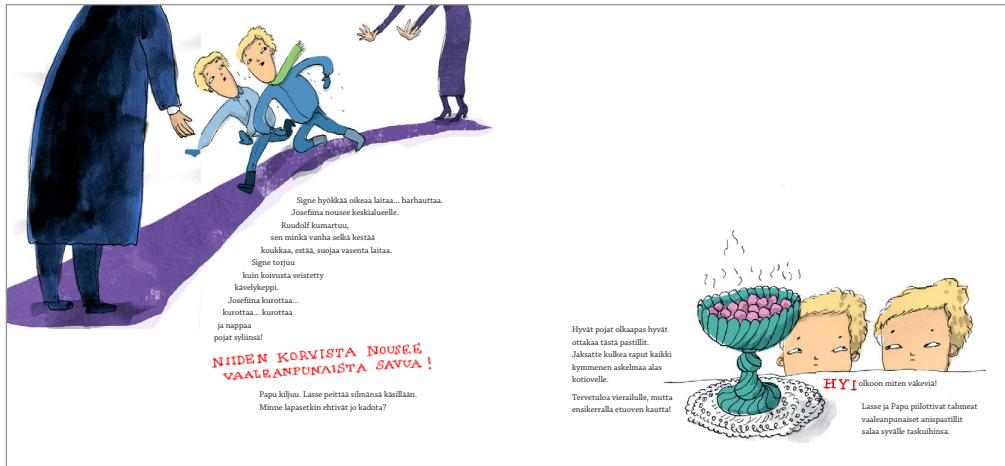 Signe hyökkää oikeaa laitaa... harhauttaa.
Josefiina nousee keskialueelle.
Ruudolf kumartuu,
sen minkä vanha selkä kestää
koukkaa, estää, suojaa vasenta laitaa.
Signe torjuu
kuin koivusta veistetty
kävelykeppi.
Josefiina kurottaa...
kurottaa... kurottaa
ja nappaa
pojat syliinsä!
NIIDEN KORVISTA NOUSEE
VAALEANPUNAISTA SAVUA!
Papu kiljuu. Lasse peittää silmänsä käsillään.
Minne lapasetkin ehtivät jo kadota?
Hyvät pojat olkaapas hyvät
ottakaa tästä pastillit.
Jaksatte kulkea raput kaikki
kymmenen askelmaa alas
kotiovelle.
Tervetuloa vierailulle, mutta
ensikerralla etuoven kautta!
HYI olkoon miten väkeviä!
Lasse ja Papu piilottivat tahmeat
vaaleanpunaiset anispastillit
salaa syvälle taskuihinsa.